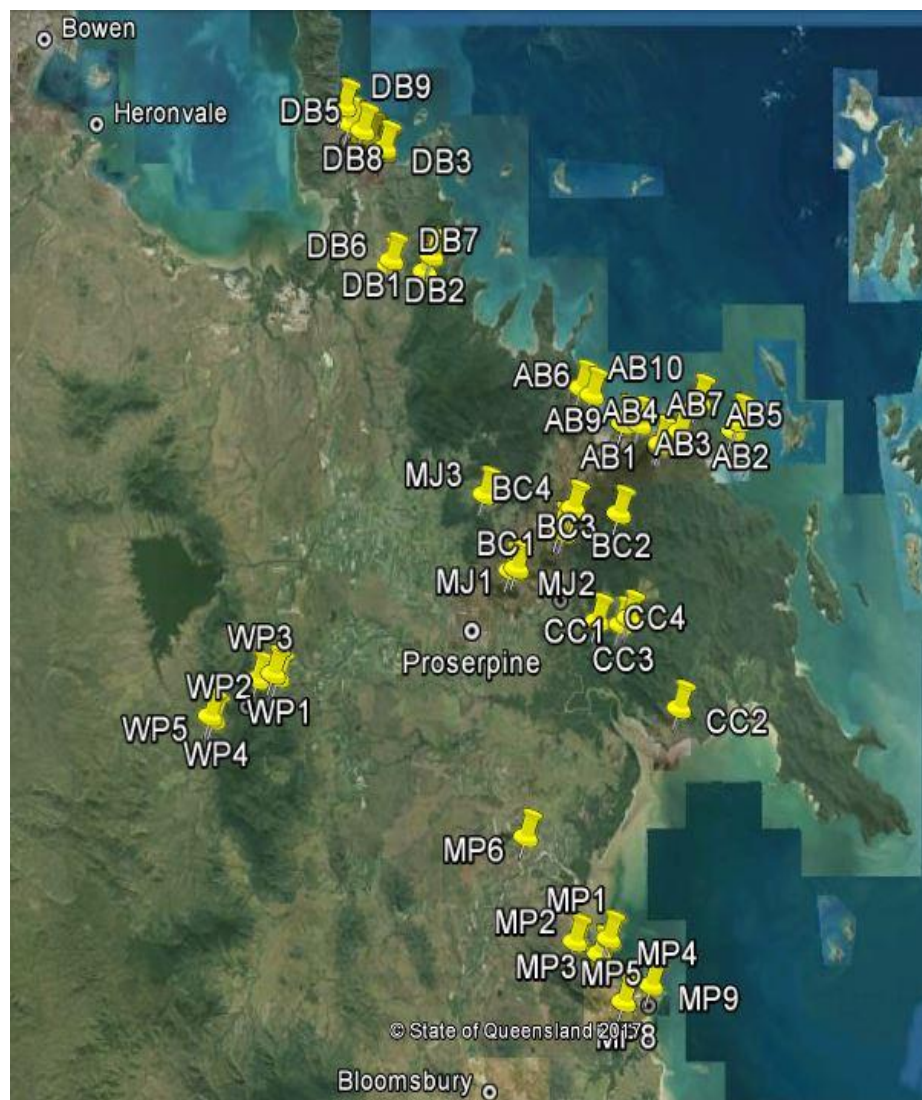 Bowen
DB9
Heronvale
DB5
DB8
DB3
DB7
DB6
DB1
DB2
AB10
AB6
AB7
AB4
AB5
AB9
AB3
AB1
AB2
MJ3
BC4
BC3
BC1
BC2
MJ1
MJ2
CC4
CC1
CC3
Proserpine
WP3
WP2
WP1
CC2
WP5
WP4
MP6
MP1
MP2
MP4
MP3
MP5
MP9
© State of Queensland 2017
MP8
Bloomsbury